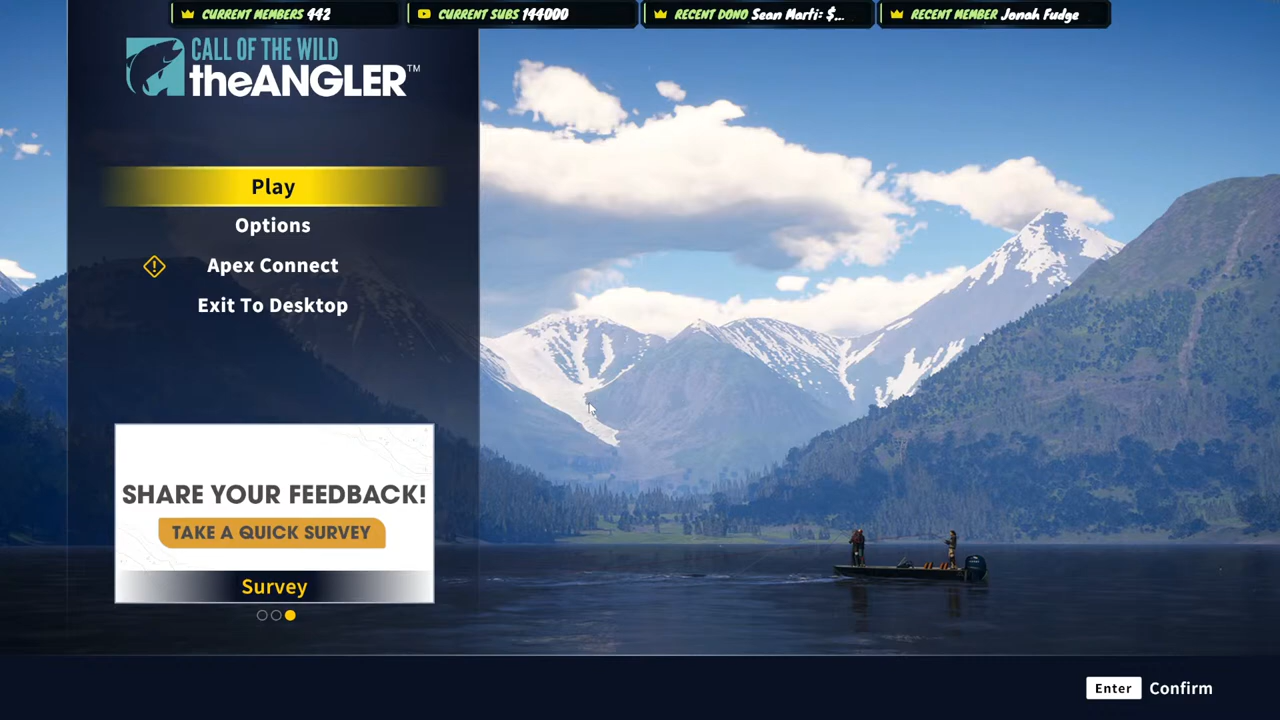 CURRENT MEMBERS 442
CURRENT SUBS 144000
RECENT DONO Sean Marti: $...
RECENT MEMBER Jonah Fudge
CALL OF THE WILD
theANGLER™
Play
Options
Apex Connect
Exit To Desktop
SHARE YOUR FEEDBACK!
TAKE A QUICK SURVEY
Survey
Enter Confirm